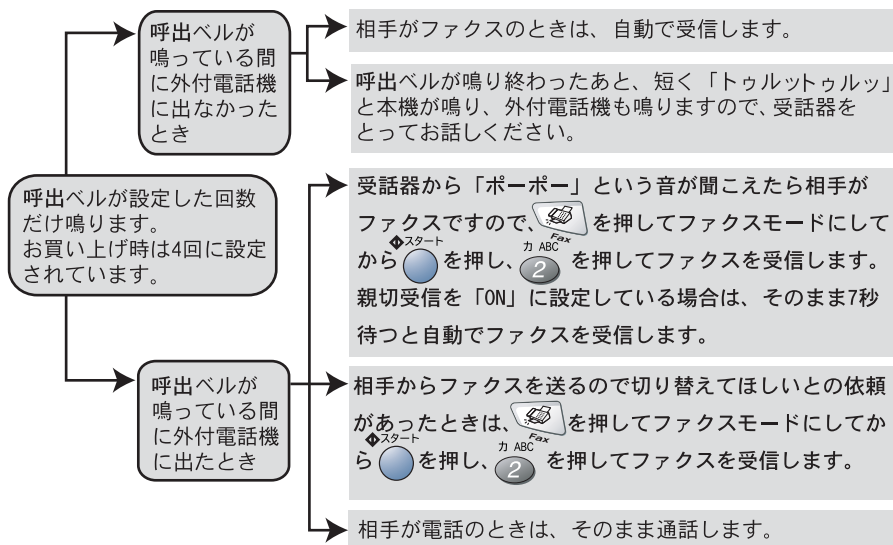 呼出ベルが
鳴っている間
に外付電話機
に出なかった
とき
相手がファクスのときは、自動で受信します。
呼出ベルが鳴り終わったあと、短く「トゥルットゥルッ」
と本機が鳴り、外付電話機も鳴りますので、受話器を
とってお話しください。
呼出ベルが設定した回数
だけ鳴ります。
お買い上げ時は4回に設定
されています。
受話器から「ポーポー」という音が聞こえたら相手が
ファクスですので、 Fax を押してファクスモードにして
から スタート を押し、 カ ABC 2 を押してファクスを受信します。
親切受信を「ON」に設定している場合は、そのまま7秒
待つと自動でファクスを受信します。
呼出ベルが
鳴っている間
に外付電話機
に出たとき
相手からファクスを送るので切り替えてほしいとの依頼
があったときは、 Fax を押してファクスモードにしてか
ら スタート を押し、 カ ABC 2 を押してファクスを受信します。
相手が電話のときは、そのまま通話します。